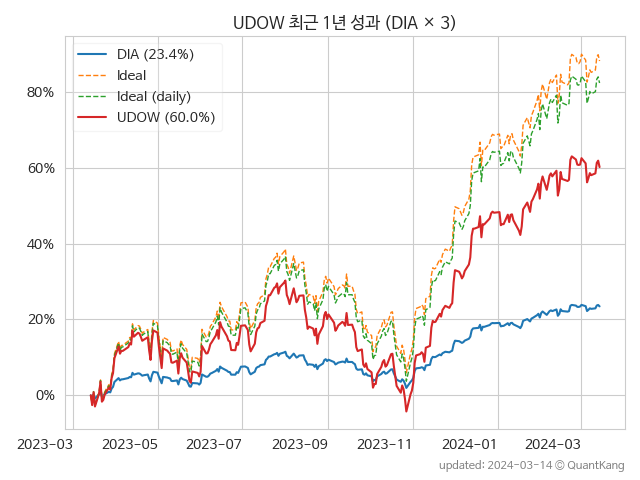 UDOW 최근 1년 성과 (DIA × 3)
DIA (23.4%)
Ideal
Ideal (daily)
UDOW (60.0%)
80%
60%
40%
20%
0%
2023-03 2023-05 2023-07 2023-09 2023-11 2024-01 2024-03
updated: 2024-03-14 © QuantKang